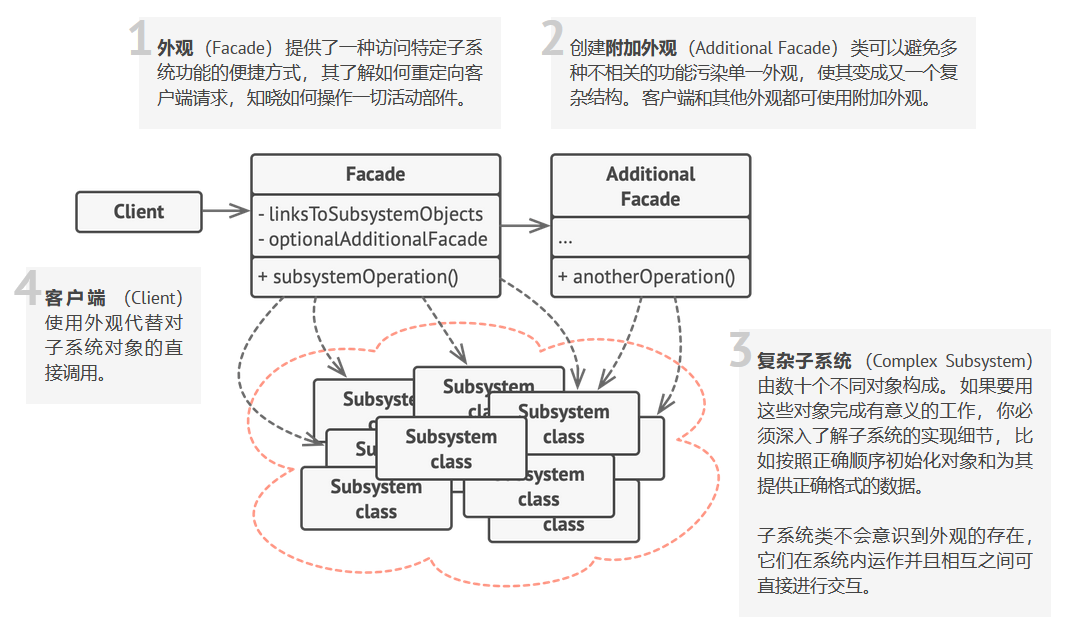 1
外观 （Facade） 提供了一种访问特定子系
统功能的便捷方式， 其了解如何重定向客
户端请求，知晓如何操作一切活动部件。
2
创建附加外观 （Additional Facade） 类可以避免多
种不相关的功能污染单一外观， 使其变成又一个复
杂结构。 客户端和其他外观都可使用附加外观。
Client
Facade
- linksToSubsystemObjects
- optionalAdditionalFacade
+ subsystemOperation()
Additional
Facade
...
+ anotherOperation()
4
客户端 （Client）
使用外观代替对
子系统对象的直
接调用。
3
复杂子系统 （Complex Subsystem）
由数十个不同对象构成。 如果要用
这些对象完成有意义的工作， 你必
须深入了解子系统的实现细节， 比
如按照正确顺序初始化对象和为其
提供正确格式的数据。
子系统类不会意识到外观的存在，
它们在系统内运作并且相互之间可
直接进行交互。
Subsystem
cla
Subsyste
Subsystem
class
Su
Subsystem
class
Subsystem
class
ystem
class
class